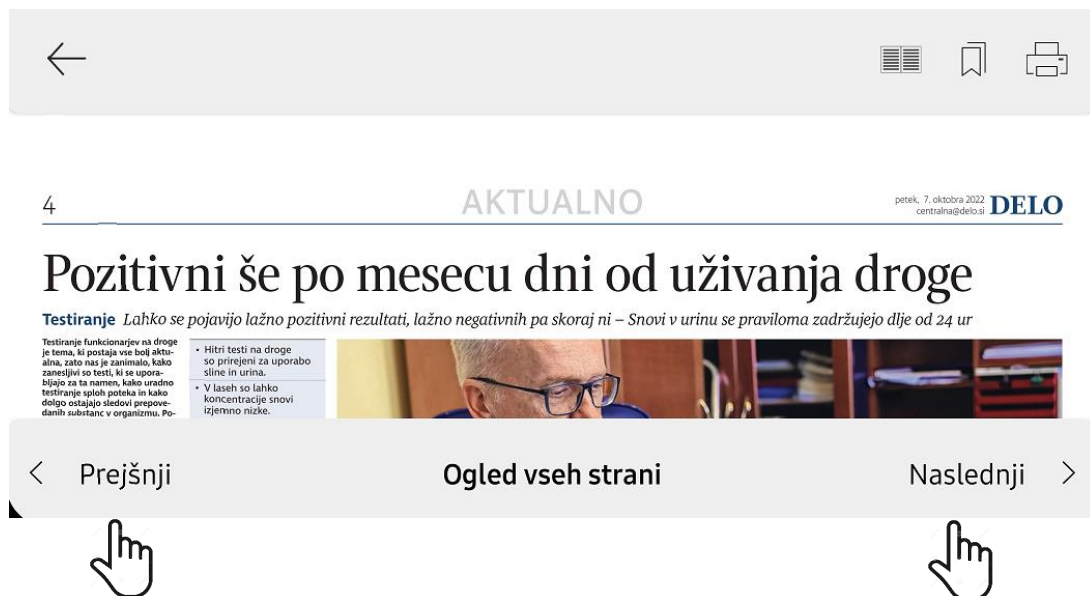 4
AKTUALNO
petek, 7. oktobra 2022
centralna@delo.si
DELO
Pozitivni še po mesecu dni od uživanja droge
Testiranje Lahko se pojavijo lažno pozitivni rezultati, lažno negativnih pa skoraj ni – Snovi v urinu se praviloma zadržujejo dlje od 24 ur
Testiranje funkcionarjev na droge
je tema, ki postaja vse bolj aktu-
alna, zato nas je zanimalo, kako
zanesljivi so testi, ki se upora-
bljajo za ta namen, kako uradno
testiranje sploh poteka in kako
dolgo ostajajo sledovi prepove-
danih substanc v organizmu. Po-
• Hitri testi na droge
so prirejeni za uporabo
sline in urina.
• V laseh so lahko
koncentracije snovi
izjemno nizke.
Prejšnji
Ogled vseh strani
Naslednji